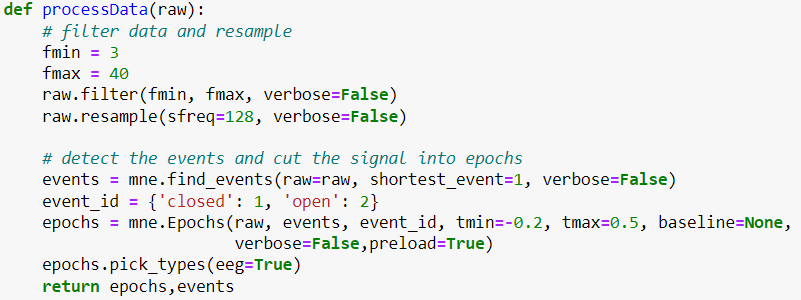 def processData(raw):
    # filter data and resample
    fmin = 3
    fmax = 40
    raw.filter(fmin, fmax, verbose=False)
    raw.resample(sfreq=128, verbose=False)

    # detect the events and cut the signal into epochs
    events = mne.find_events(raw=raw, shortest_event=1, verbose=False)
    event_id = {'closed': 1, 'open': 2}
    epochs = mne.Epochs(raw, events, event_id, tmin=-0.2, tmax=0.5, baseline=None,
                        verbose=False,preload=True)
    epochs.pick_types(eeg=True)
    return epochs,events